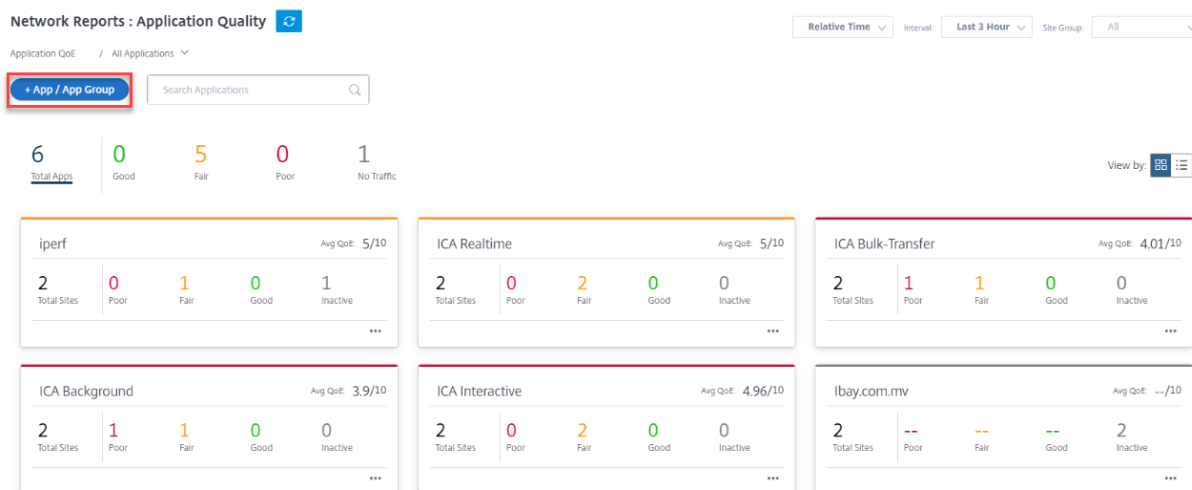 Network Reports : Application Quality
Relative Time Interval: Last 3 Hour Site Group: All
Application QoE / All Applications
+ App / App Group Search Applications
6 0 5 0 1
Total Apps Good Fair Poor No Traffic
View by:
iperf Avg QoE: 5/10
2 0 1 0 1
Total Sites Poor Fair Good Inactive
...
ICA Realtime Avg QoE: 5/10
2 0 2 0 0
Total Sites Poor Fair Good Inactive
...
ICA Bulk-Transfer Avg QoE: 4.01/10
2 1 1 0 0
Total Sites Poor Fair Good Inactive
...
ICA Background Avg QoE: 3.9/10
2 1 1 0 0
Total Sites Poor Fair Good Inactive
...
ICA Interactive Avg QoE: 4.96/10
2 0 2 0 0
Total Sites Poor Fair Good Inactive
...
Ibay.com.mv Avg QoE: --/10
2 -- -- -- 2
Total Sites Poor Fair Good Inactive
...